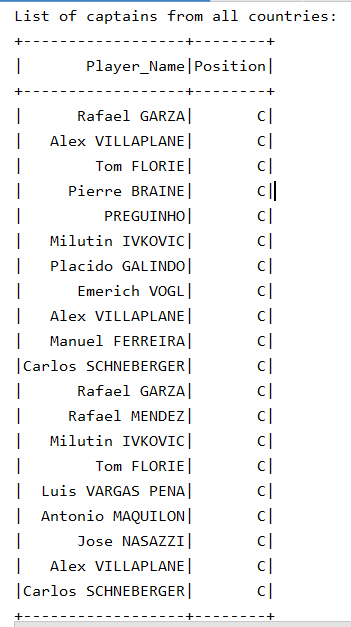 List of captains from all countries:
+------------------+--------+
|       Player_Name|Position|
+------------------+--------+
|      Rafael GARZA|       C|
|   Alex VILLAPLANE|       C|
|        Tom FLORIE|       C|
|     Pierre BRAINE|       C|
|         PREGUINHO|       C|
|   Milutin IVKOVIC|       C|
|   Placido GALINDO|       C|
|      Emerich VOGL|       C|
|   Alex VILLAPLANE|       C|
|   Manuel FERREIRA|       C|
|Carlos SCHNEBERGER|       C|
|      Rafael GARZA|       C|
|     Rafael MENDEZ|       C|
|   Milutin IVKOVIC|       C|
|        Tom FLORIE|       C|
|  Luis VARGAS PENA|       C|
|  Antonio MAQUILON|       C|
|      Jose NASAZZI|       C|
|   Alex VILLAPLANE|       C|
|Carlos SCHNEBERGER|       C|
+------------------+--------+